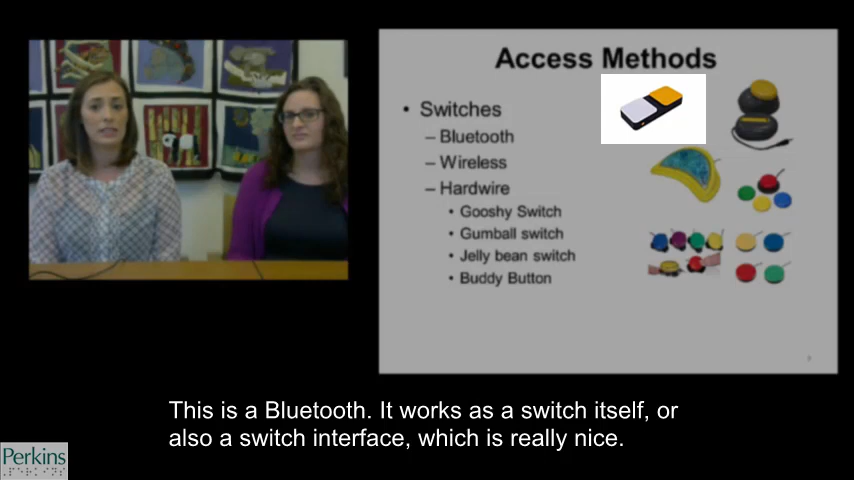 Access Methods
• Switches
– Bluetooth
– Wireless
– Hardwire
• Gooshy Switch
• Gumball switch
• Jelly bean switch
• Buddy Button
This is a Bluetooth. It works as a switch itself, or
also a switch interface, which is really nice.
Perkins